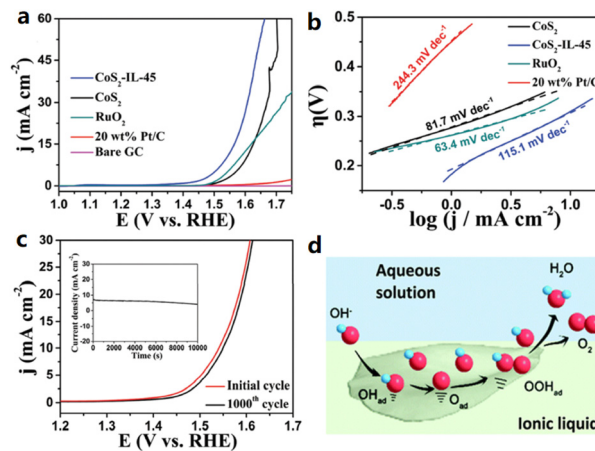 a
60
45
30
15
0
j (mA cm⁻²)
CoS₂-IL-45
CoS₂
RuO₂
20 wt% Pt/C
Bare GC
1.0 1.1 1.2 1.3 1.4 1.5 1.6 1.7
E (V vs. RHE)
b
0.5
0.4
0.3
0.2
η(V)
CoS₂
CoS₂-IL-45
RuO₂
20 wt% Pt/C
244.3 mV dec⁻¹
81.7 mV dec⁻¹
63.4 mV dec⁻¹
115.1 mV dec⁻¹
-0.5 0.0 0.5 1.0
log (j / mA cm⁻²)
c
30
25
20
15
10
5
0
j (mA cm⁻²)
Current density (mA cm⁻²)
30
20
10
0
-10
-20
0 2000 4000 6000 8000 10000
Time (s)
Initial cycle
1000ᵗʰ cycle
1.2 1.3 1.4 1.5 1.6 1.7
E (V vs. RHE)
d
Aqueous
solution
H₂O
OH⁻
O₂
OHad
Oad
OOHad
Ionic liquid